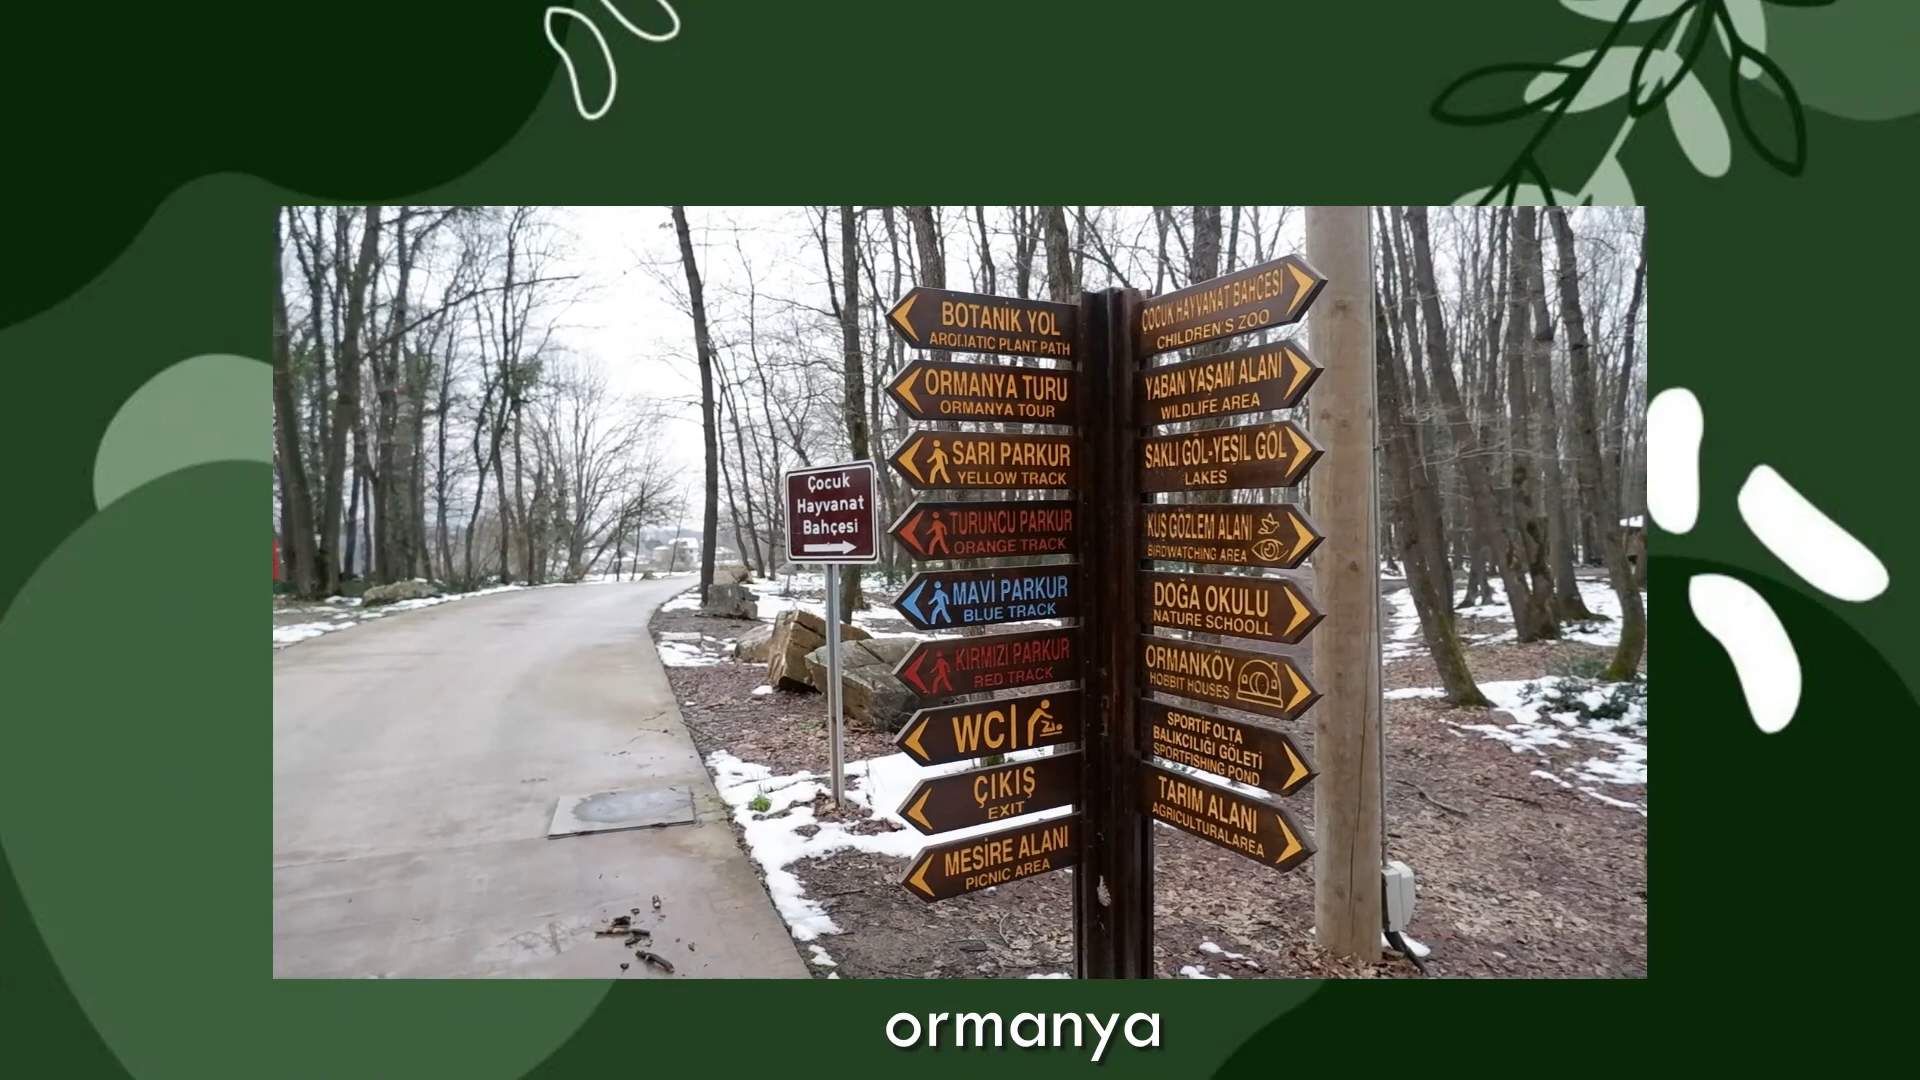 BOTANİK YOL
AROMATIC PLANT PATH
ORMANYA TURU
ORMANYA TOUR
SARI PARKUR
YELLOW TRACK
TURUNCU PARKUR
ORANGE TRACK
MAVİ PARKUR
BLUE TRACK
KIRMIZI PARKUR
RED TRACK
WC
ÇIKIŞ
EXIT
MESİRE ALANI
PICNIC AREA
ÇOCUK HAYVANAT BAHÇESİ
CHILDREN'S ZOO
YABAN YAŞAM ALANI
WILDLIFE AREA
SAKLI GÖL-YEŞİL GÖL
LAKES
KUŞ GÖZLEM ALANI
BIRDWATCHING AREA
DOĞA OKULU
NATURE SCHOOLL
ORMANKÖY
HOBBIT HOUSES
SPORTİF OLTA
BALIKCILIĞI GÖLETİ
SPORTFISHING POND
TARIM ALANI
AGRICULTURALAREA
Çocuk
Hayvanat
Bahçesi
ormanya